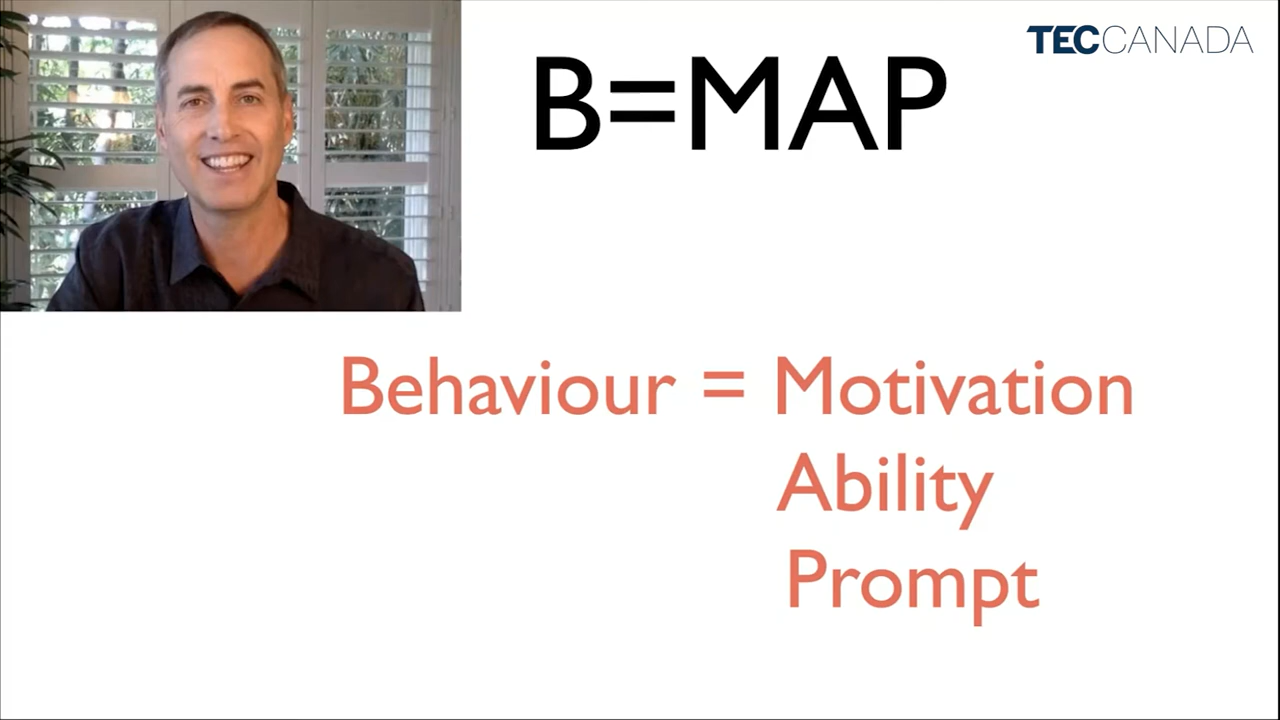 TECCANADA
B=MAP
Behaviour = Motivation
Ability
Prompt